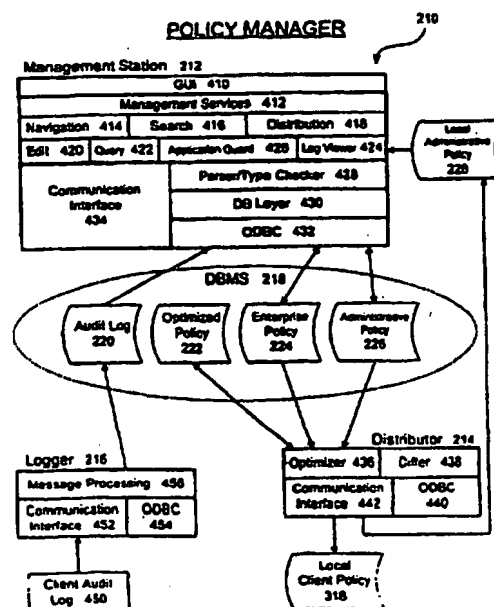 POLICY MANAGER
210
Management Station 212
GUI 410
Management Services 412
Navigation 414 Search 416 Distribution 418
Edit 420 Query 422 Application Guard 426 Log Viewer 424
Communication Interface 434
Parser/Type Checker 428
DB Layer 430
ODBC 432
Local
Administrative
Policy
228
DBMS 218
Audit Log
220
Optimized
Policy
222
Enterprise
Policy
224
Administrative
Policy
226
Logger 216
Message Processing 456
Communication
Interface 452
ODBC
454
Client Audit
Log 450
Distributor 214
Optimizer 436 Differ 438
Communication
Interface 442
ODBC
440
Local
Client Policy
318